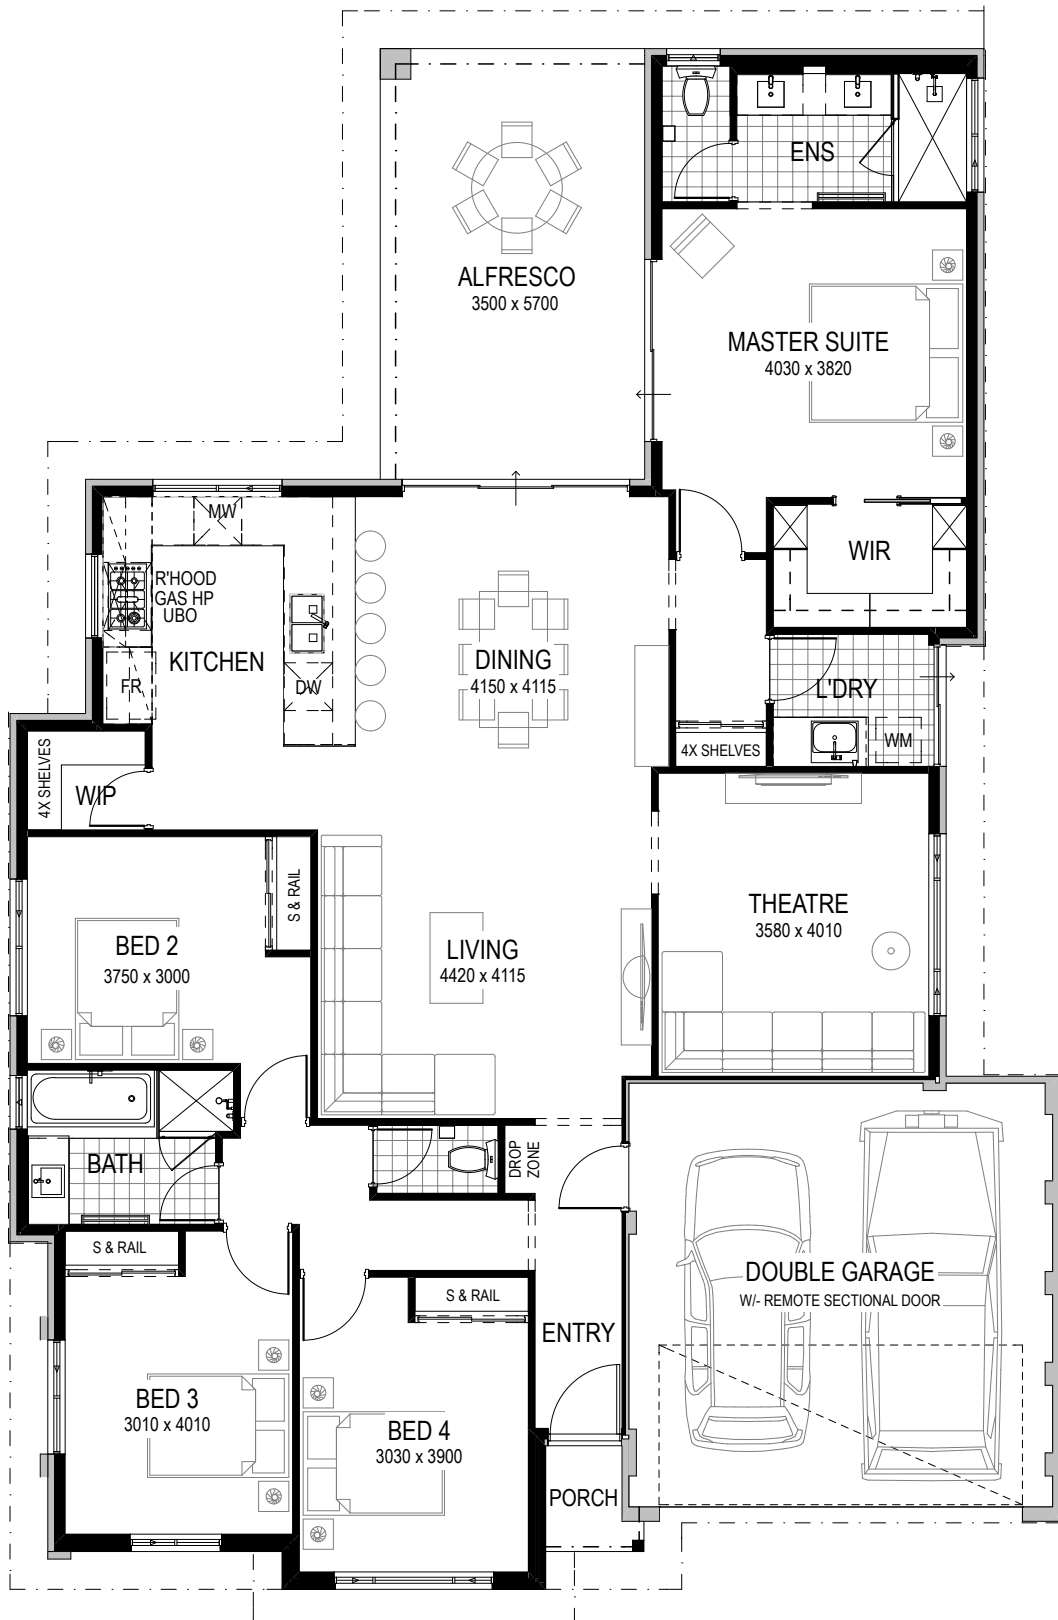 ENS
ALFRESCO
3500 x 5700
MASTER SUITE
4030 x 3820
MW
WIR
R'HOOD
GAS HP
UBO
KITCHEN
FR
DW
DINING
4150 x 4115
L'DRY
WM
4X SHELVES
4X SHELVES
WIP
S & RAIL
BED 2
3750 x 3000
LIVING
4420 x 4115
THEATRE
3580 x 4010
BATH
DROP
ZONE
S & RAIL
S & RAIL
DOUBLE GARAGE
W/- REMOTE SECTIONAL DOOR
ENTRY
BED 3
3010 x 4010
BED 4
3030 x 3900
PORCH